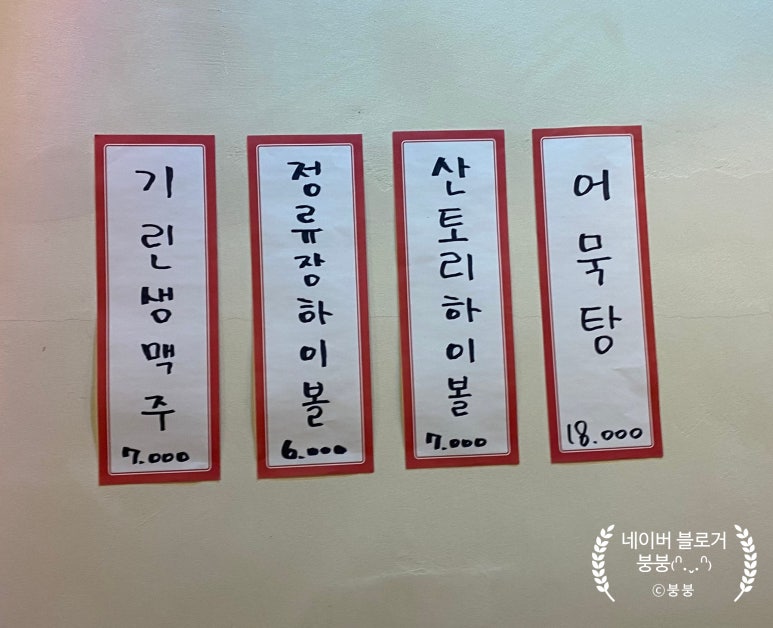 기린생맥주
7.000
정류장하이볼
6.000
산토리하이볼
7.000
어묵탕
18.000
네이버 블로거
붕붕(ᐢ.‿.ᐢ)
©붕붕